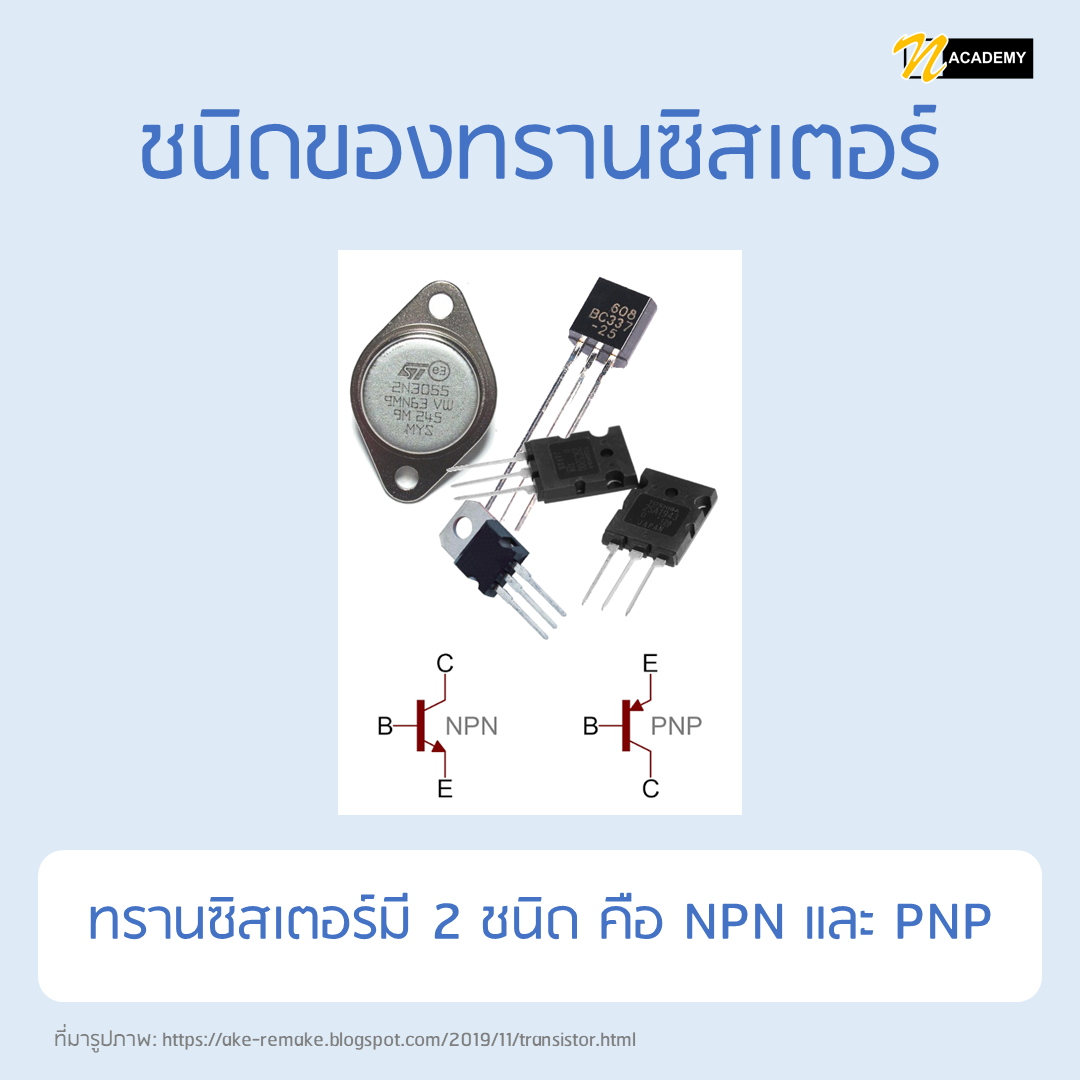 n ACADEMY
ชนิดของทรานซิสเตอร์
608
BC337
-25
ST e3
2N3055
9MN63 VW
9M 245
MYS
2SA1943
JAPAN
C
B NPN
E
E
B PNP
C
ทรานซิสเตอร์มี 2 ชนิด คือ NPN และ PNP
ที่มารูปภาพ: https://ake-remake.blogspot.com/2019/11/transistor.html